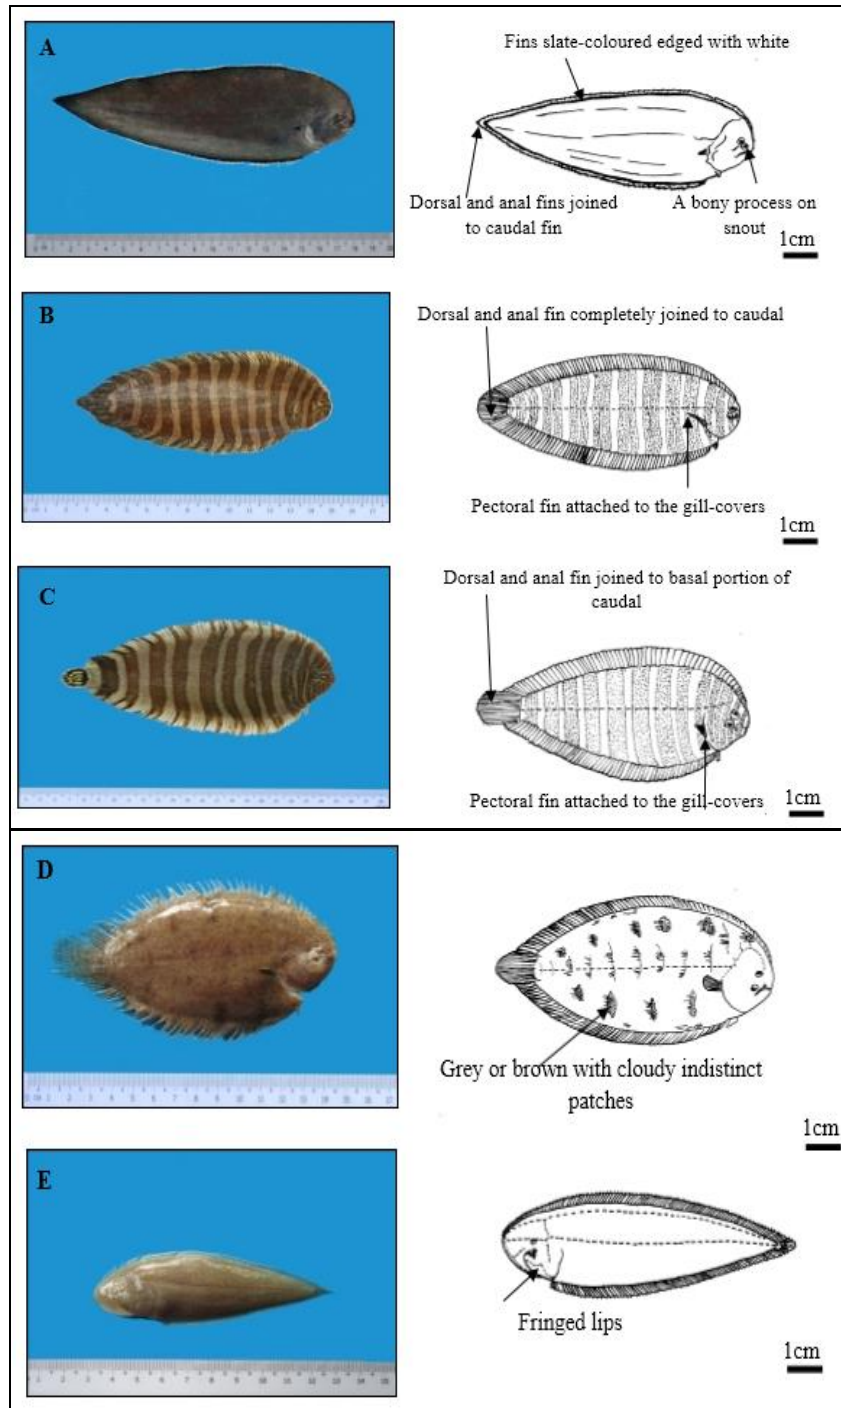 A
Fins slate-coloured edged with white
Dorsal and anal fins joined
to caudal fin
A bony process on
snout
1cm
B
Dorsal and anal fin completely joined to caudal
Pectoral fin attached to the gill-covers
1cm
C
Dorsal and anal fin joined to basal portion of
caudal
Pectoral fin attached to the gill-covers
1cm
D
Grey or brown with cloudy indistinct
patches
1cm
E
Fringed lips
1cm